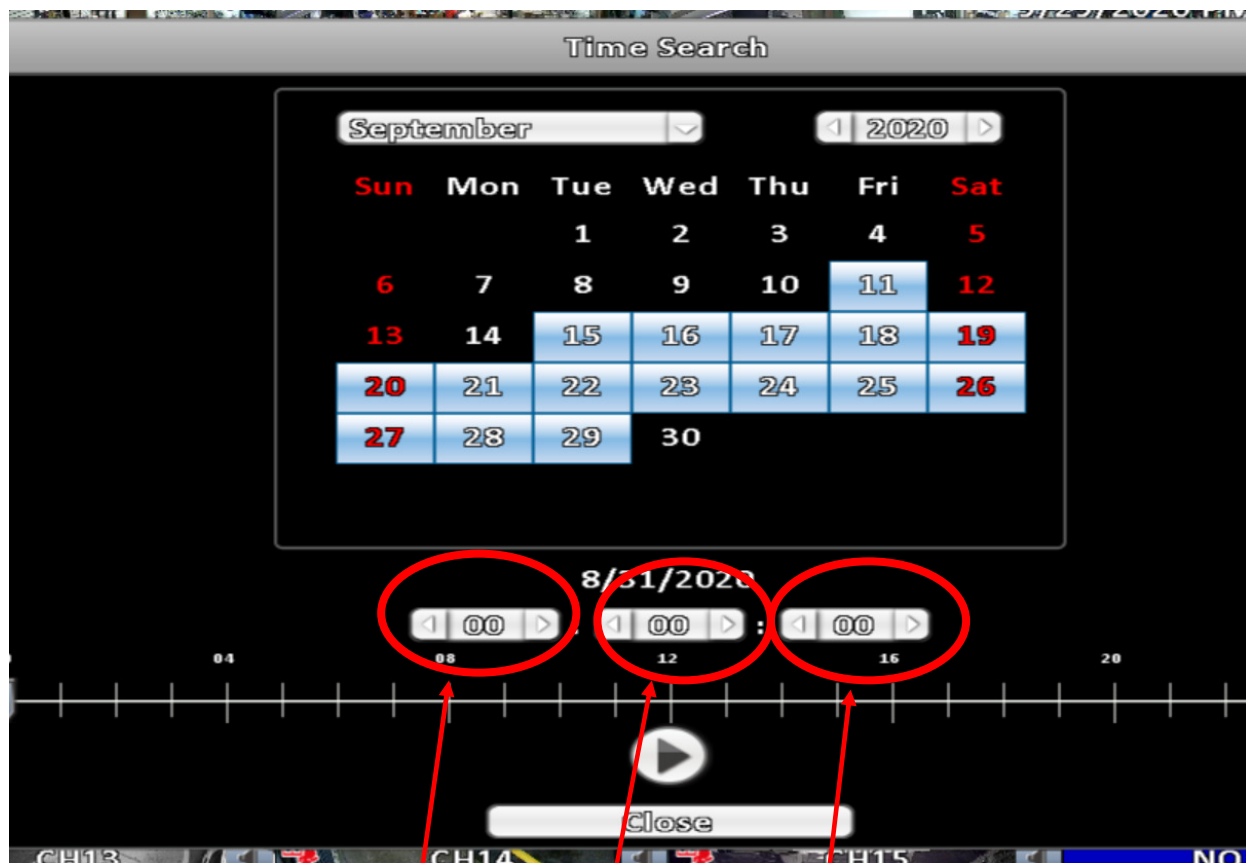 Time Search
September 2020
Sun Mon Tue Wed Thu Fri Sat
1 2 3 4 5
6 7 8 9 10 11 12
13 14 15 16 17 18 19
20 21 22 23 24 25 26
27 28 29 30
8/31/2020
00 : 00 : 00
04 08 12 16 20
Close
CH13 CH14 CH15 NO